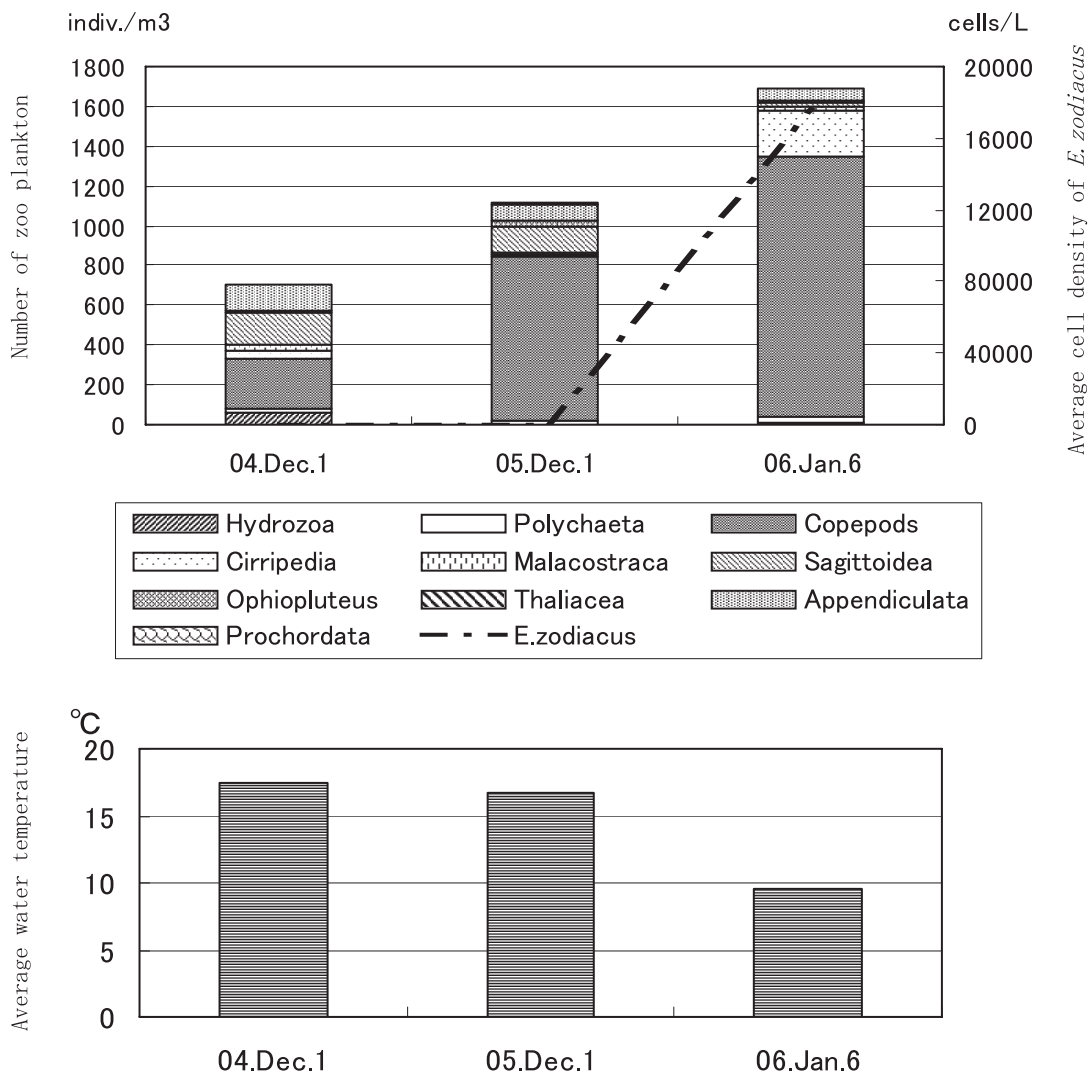 indiv./m3
cells/L
Number of zoo plankton
1800
1600
1400
1200
1000
800
600
400
200
0
20000
16000
12000
80000
40000
0
Average cell density of E. zodiacus
04.Dec.1 05.Dec.1 06.Jan.6
Hydrozoa Polychaeta Copepods
Cirripedia Malacostraca Sagittoidea
Ophiopluteus Thaliacea Appendiculata
Prochordata E.zodiacus
Average water temperature
°C
20
15
10
5
0
04.Dec.1 05.Dec.1 06.Jan.6